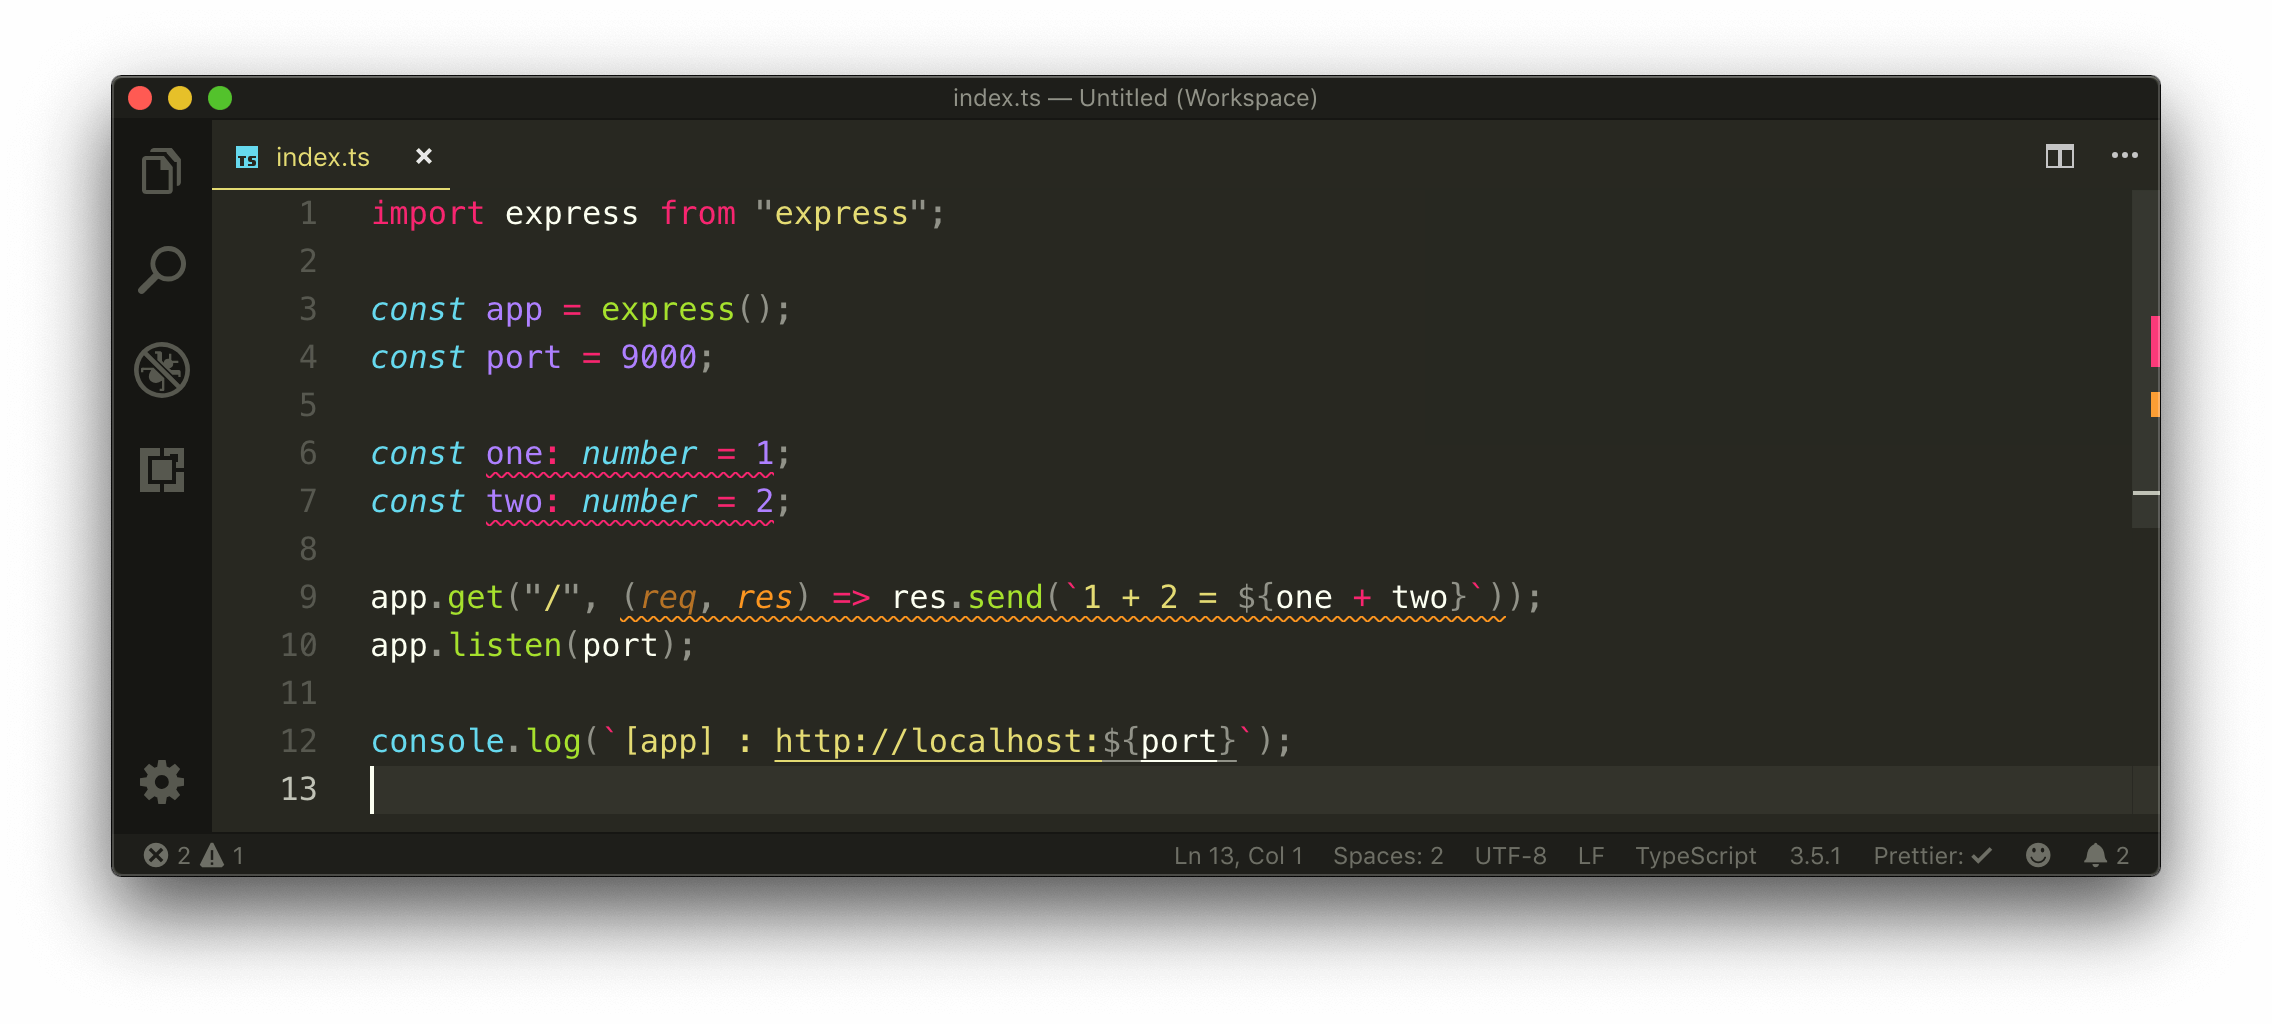 index.ts — Untitled (Workspace)
TS index.ts
1 import express from "express";
2
3 const app = express();
4 const port = 9000;
5
6 const one: number = 1;
7 const two: number = 2;
8
9 app.get("/", (req, res) => res.send(`1 + 2 = ${one + two}`));
10 app.listen(port);
11
12 console.log(`[app] : http://localhost:${port}`);
13
2 1 Ln 13, Col 1 Spaces: 2 UTF-8 LF TypeScript 3.5.1 Prettier: ✓ 2